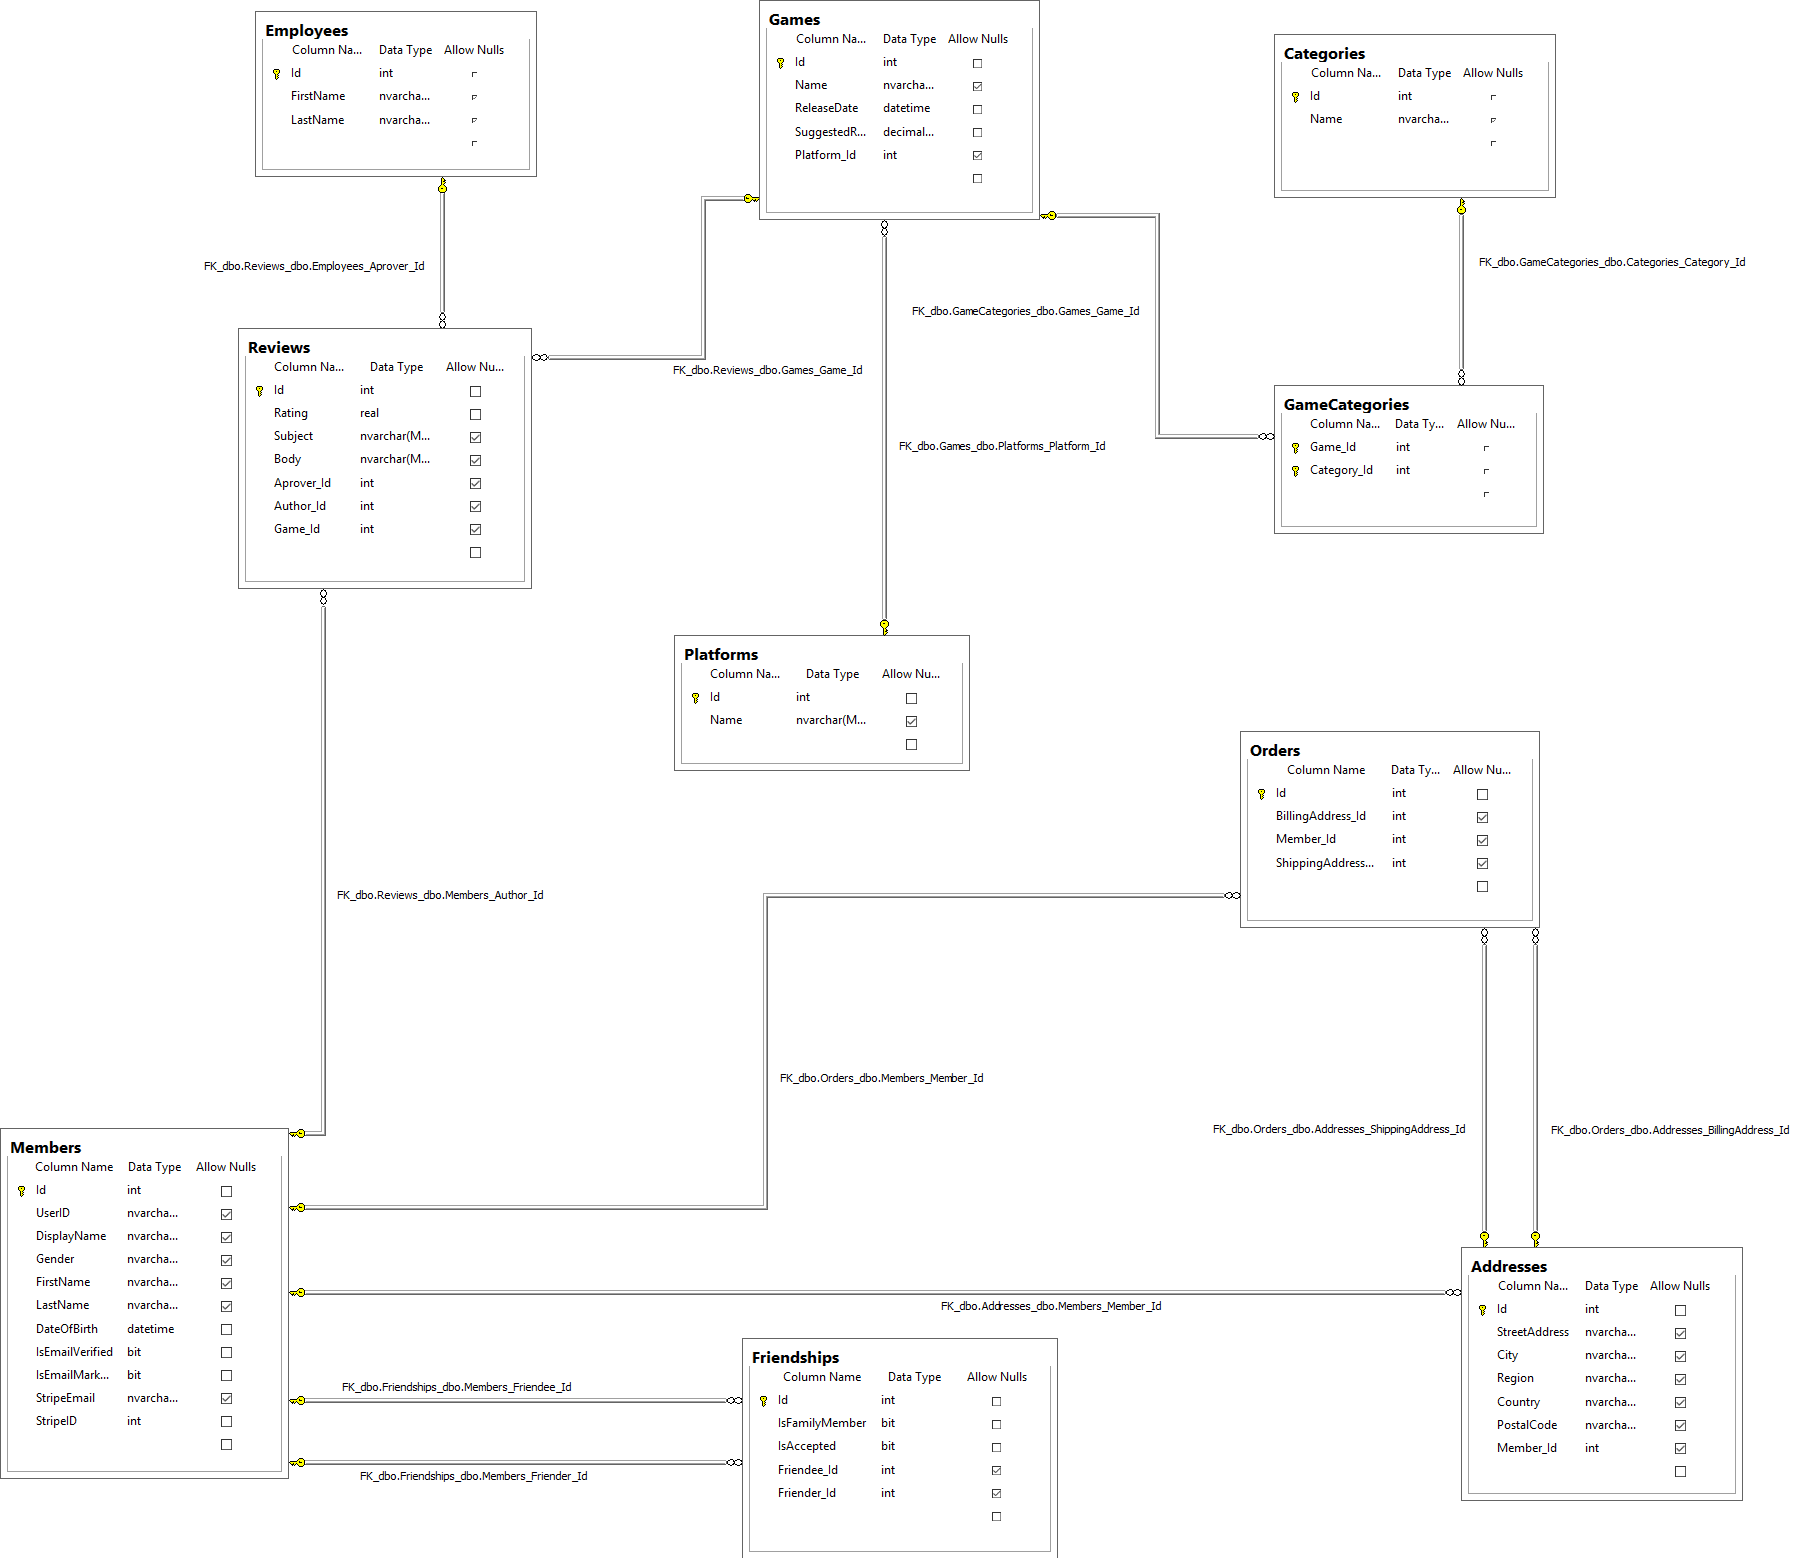 Employees
Column Na... Data Type Allow Nulls
Id int
FirstName nvarcha...
LastName nvarcha...
Games
Column Na... Data Type Allow Nulls
Id int
Name nvarcha...
ReleaseDate datetime
SuggestedR... decimal...
Platform_Id int
Categories
Column Na... Data Type Allow Nulls
Id int
Name nvarcha...
FK_dbo.Reviews_dbo.Employees_Aprover_Id
FK_dbo.GameCategories_dbo.Categories_Category_Id
FK_dbo.GameCategories_dbo.Games_Game_Id
FK_dbo.Reviews_dbo.Games_Game_Id
Reviews
Column Na... Data Type Allow Nu...
Id int
Rating real
Subject nvarchar(M...
Body nvarchar(M...
Aprover_Id int
Author_Id int
Game_Id int
GameCategories
Column Na... Data Ty... Allow Nu...
Game_Id int
Category_Id int
FK_dbo.Games_dbo.Platforms_Platform_Id
Platforms
Column Na... Data Type Allow Nu...
Id int
Name nvarchar(M...
Orders
Column Name Data Ty... Allow Nu...
Id int
BillingAddress_Id int
Member_Id int
ShippingAddress... int
FK_dbo.Reviews_dbo.Members_Author_Id
FK_dbo.Orders_dbo.Members_Member_Id
FK_dbo.Orders_dbo.Addresses_ShippingAddress_Id
FK_dbo.Orders_dbo.Addresses_BillingAddress_Id
Members
Column Name Data Type Allow Nulls
Id int
UserID nvarcha...
DisplayName nvarcha...
Gender nvarcha...
FirstName nvarcha...
LastName nvarcha...
DateOfBirth datetime
IsEmailVerified bit
IsEmailMark... bit
StripeEmail nvarcha...
StripeID int
FK_dbo.Addresses_dbo.Members_Member_Id
Addresses
Column Na... Data Type Allow Nulls
Id int
StreetAddress nvarcha...
City nvarcha...
Region nvarcha...
Country nvarcha...
PostalCode nvarcha...
Member_Id int
FK_dbo.Friendships_dbo.Members_Friendee_Id
FK_dbo.Friendships_dbo.Members_Friender_Id
Friendships
Column Name Data Type Allow Nulls
Id int
IsFamilyMember bit
IsAccepted bit
Friendee_Id int
Friender_Id int